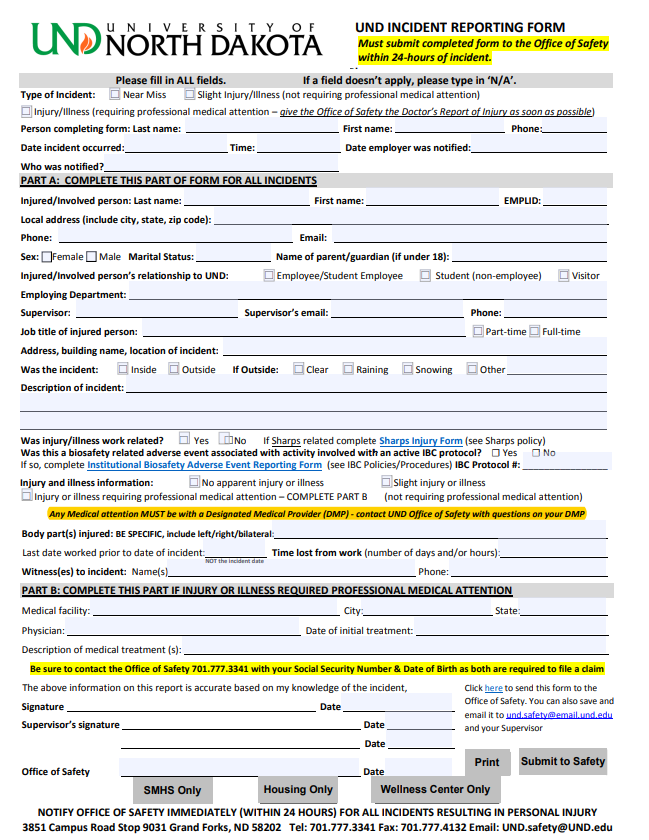 UNIVERSITY OF
UND NORTH DAKOTA
UND INCIDENT REPORTING FORM
Must submit completed form to the Office of Safety
within 24-hours of incident.
Please fill in ALL fields. If a field doesn't apply, please type in 'N/A'.
Type of Incident: Near Miss Slight Injury/Illness (not requiring professional medical attention)
Injury/Illness (requiring professional medical attention – give the Office of Safety the Doctor's Report of Injury as soon as possible)
Person completing form: Last name: First name: Phone:
Date incident occurred: Time: Date employer was notified:
Who was notified?
PART A: COMPLETE THIS PART OF FORM FOR ALL INCIDENTS
Injured/Involved person: Last name: First name: EMPLID:
Local address (include city, state, zip code):
Phone: Email:
Sex: Female Male Marital Status: Name of parent/guardian (if under 18):
Injured/Involved person's relationship to UND: Employee/Student Employee Student (non-employee) Visitor
Employing Department:
Supervisor: Supervisor's email: Phone:
Job title of injured person: Part-time Full-time
Address, building name, location of incident:
Was the incident: Inside Outside If Outside: Clear Raining Snowing Other
Description of incident:
Was injury/illness work related? Yes No If Sharps related complete Sharps Injury Form (see Sharps policy)
Was this a biosafety related adverse event associated with activity involved with an active IBC protocol? Yes No
If so, complete Institutional Biosafety Adverse Event Reporting Form (see IBC Policies/Procedures) IBC Protocol #:
Injury and illness information: No apparent injury or illness Slight injury or illness
Injury or illness requiring professional medical attention – COMPLETE PART B (not requiring professional medical attention)
Any Medical attention MUST be with a Designated Medical Provider (DMP) - contact UND Office of Safety with questions on your DMP
Body part(s) injured: BE SPECIFIC, include left/right/bilateral:
Last date worked prior to date of incident: Time lost from work (number of days and/or hours):
NOT the incident date
Witness(es) to incident: Name(s) Phone:
PART B: COMPLETE THIS PART IF INJURY OR ILLNESS REQUIRED PROFESSIONAL MEDICAL ATTENTION
Medical facility: City: State:
Physician: Date of initial treatment:
Description of medical treatment (s):
Be sure to contact the Office of Safety 701.777.3341 with your Social Security Number & Date of Birth as both are required to file a claim
The above information on this report is accurate based on my knowledge of the incident,
Signature Date
Supervisor's signature Date
Date
Office of Safety Date
Click here to send this form to the
Office of Safety. You can also save and
email it to und.safety@email.und.edu
and your Supervisor
Print Submit to Safety
SMHS Only Housing Only Wellness Center Only
NOTIFY OFFICE OF SAFETY IMMEDIATELY (WITHIN 24 HOURS) FOR ALL INCIDENTS RESULTING IN PERSONAL INJURY
3851 Campus Road Stop 9031 Grand Forks, ND 58202 Tel: 701.777.3341 Fax: 701.777.4132 Email: UND.safety@UND.edu